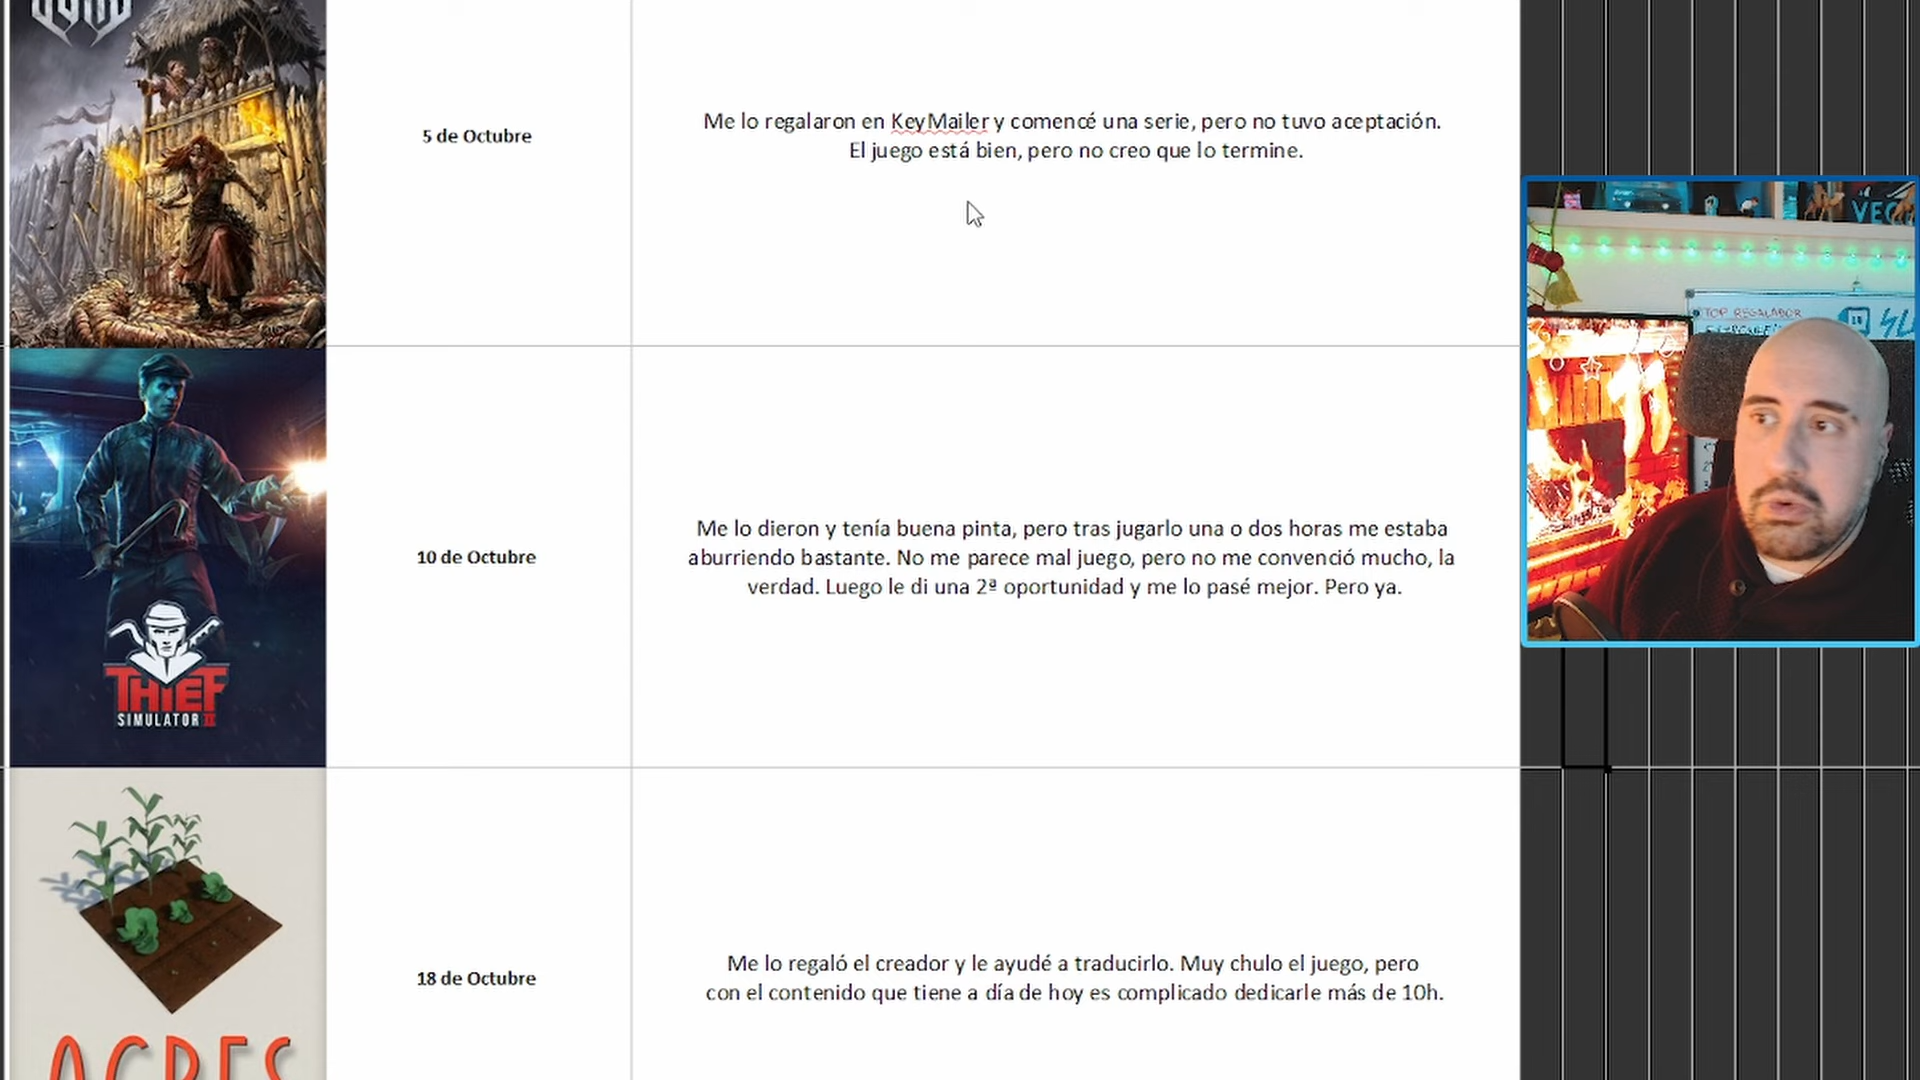 5 de Octubre
Me lo regalaron en KeyMailer y comencé una serie, pero no tuvo aceptación.
El juego está bien, pero no creo que lo termine.
VEG
TOP REGALADOR
10 de Octubre
Me lo dieron y tenía buena pinta, pero tras jugarlo una o dos horas me estaba
aburriendo bastante. No me parece mal juego, pero no me convenció mucho, la
verdad. Luego le di una 2ª oportunidad y me lo pasé mejor. Pero ya.
THIEF
SIMULATOR II
18 de Octubre
Me lo regaló el creador y le ayudé a traducirlo. Muy chulo el juego, pero
con el contenido que tiene a día de hoy es complicado dedicarle más de 10h.
ACRES